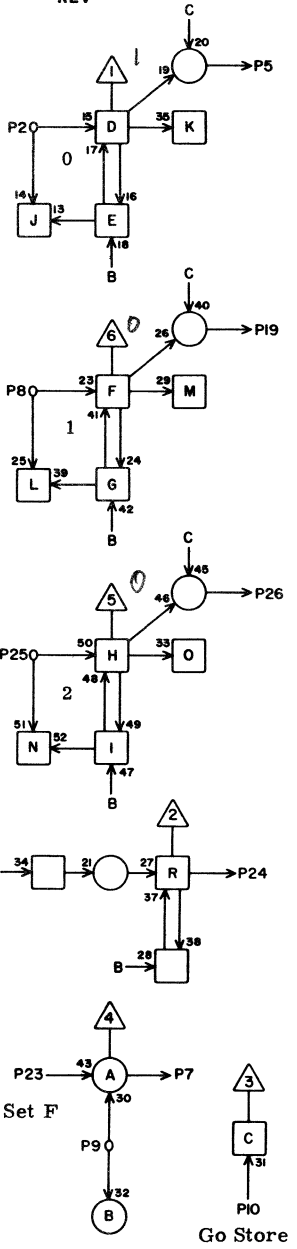 C
20
1 1
19
P5
P2 15 D 35 K
17
0
14 13 16
J E
18
B
C
40
6 0
26
P19
P8 23 F 29 M
41
1
25 39 24
L G
42
B
C
45
5 0
46
P26
P25 50 H 33 O
48
2
51 52 49
N I
47
B
2
34 21 27 R P24
37
38
28
B
4
P23 43 A P7
30
3
Set F
P9
C
31
32
B
P10
Go Store